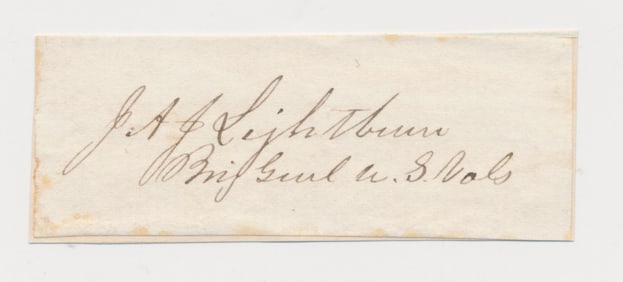 J. A J Lightburn
Brig Genl U. S. Vols